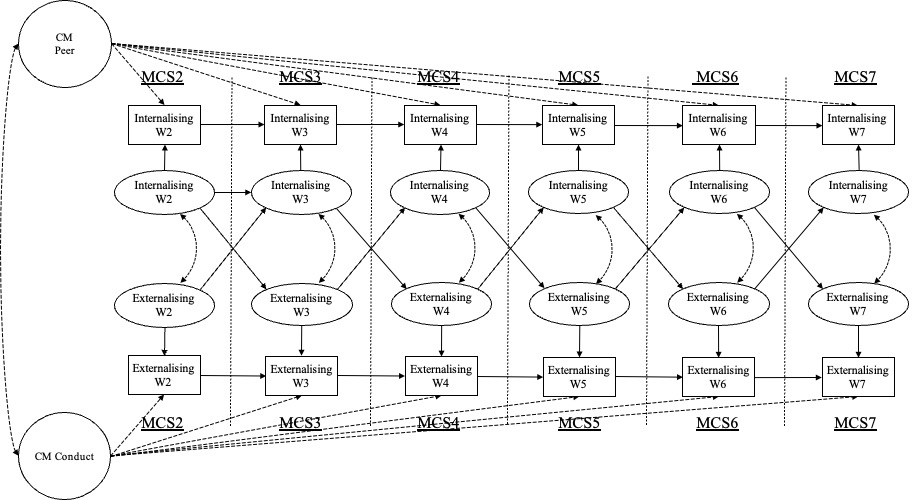 CM
Peer
MCS2 MCS3 MCS4 MCS5 MCS6 MCS7
Internalising Internalising Internalising Internalising Internalising Internalising
W2 W3 W4 W5 W6 W7
Internalising Internalising Internalising Internalising Internalising Internalising
W2 W3 W4 W5 W6 W7
Externalising Externalising Externalising Externalising Externalising Externalising
W2 W3 W4 W5 W6 W7
Externalising Externalising Externalising Externalising Externalising Externalising
W2 W3 W4 W5 W6 W7
MCS2 MCS3 MCS4 MCS5 MCS6 MCS7
CM Conduct